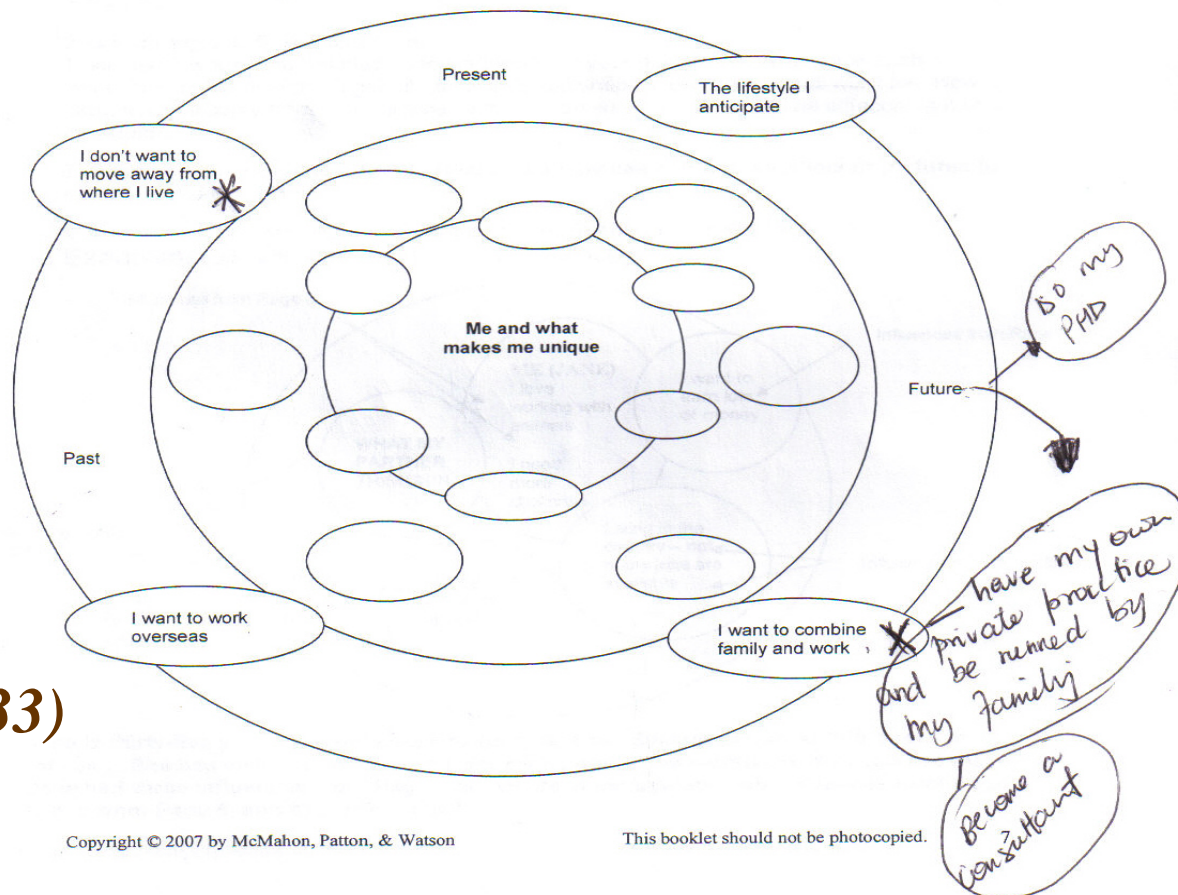 Present
The lifestyle I
anticipate
I don't want to
move away from
where I live
Do my
PHD
Me and what
makes me unique
Future
Past
have my own
private practice
and be runned by
my family
I want to work
overseas
I want to combine
family and work
33)
Become a
consultant
Copyright © 2007 by McMahon, Patton, & Watson
This booklet should not be photocopied.
7